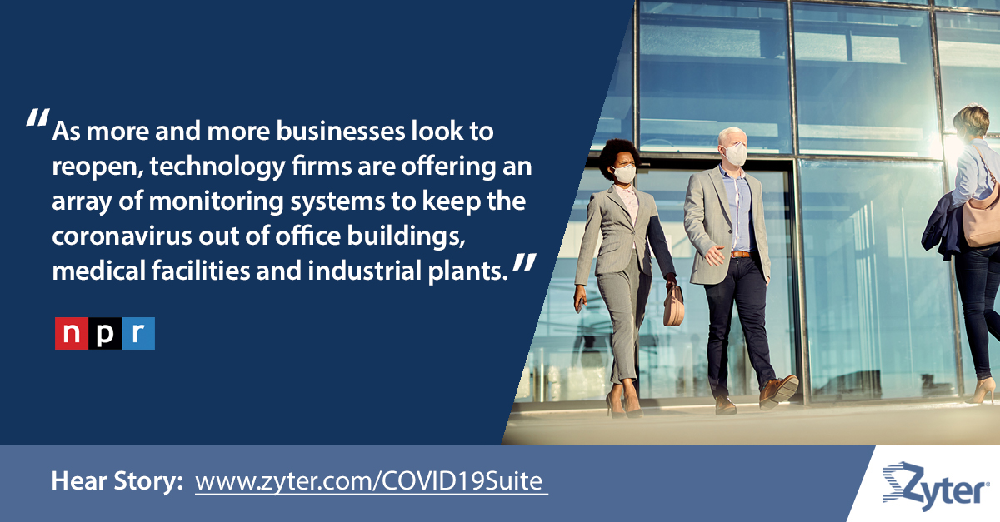 “As more and more businesses look to
reopen, technology firms are offering an
array of monitoring systems to keep the
coronavirus out of office buildings,
medical facilities and industrial plants.”
npr
Hear Story: www.zyter.com/COVID19Suite
Zyter®